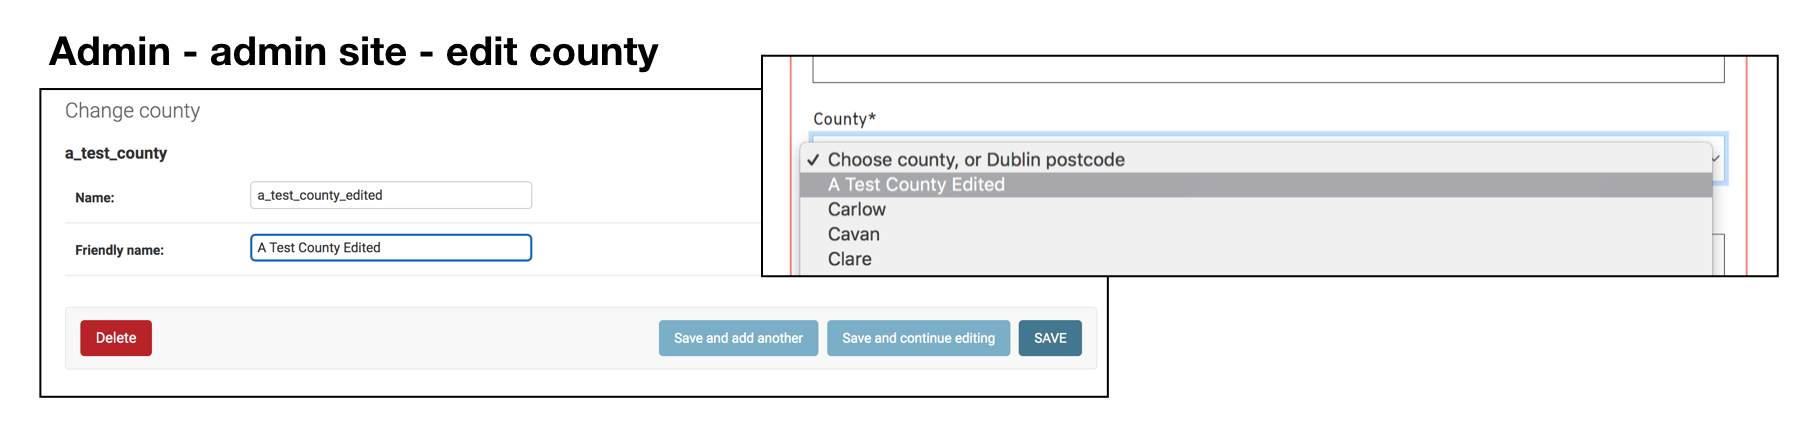 Admin - admin site - edit county
Change county
a_test_county
Name:
a_test_county_edited
Friendly name:
A Test County Edited
Delete
Save and add another
Save and continue editing
SAVE
County*
✓ Choose county, or Dublin postcode
A Test County Edited
Carlow
Cavan
Clare